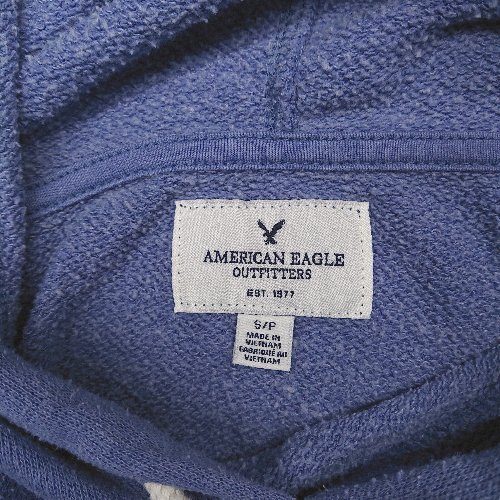 AMERICAN EAGLE
OUTFITTERS
EST. 1977
S/P
MADE IN
VIETNAM
FABRIQUÉ AU
VIETNAM